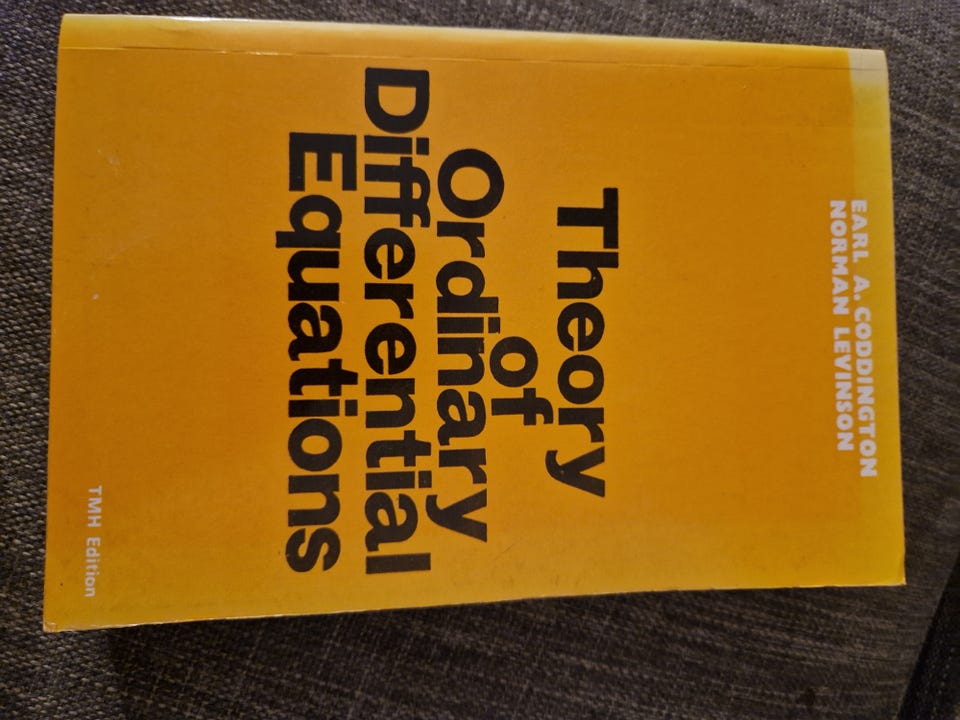 EARL A. CODDINGTON
NORMAN LEVINSON
Theory
of
Ordinary
Differential
Equations
TMH Edition